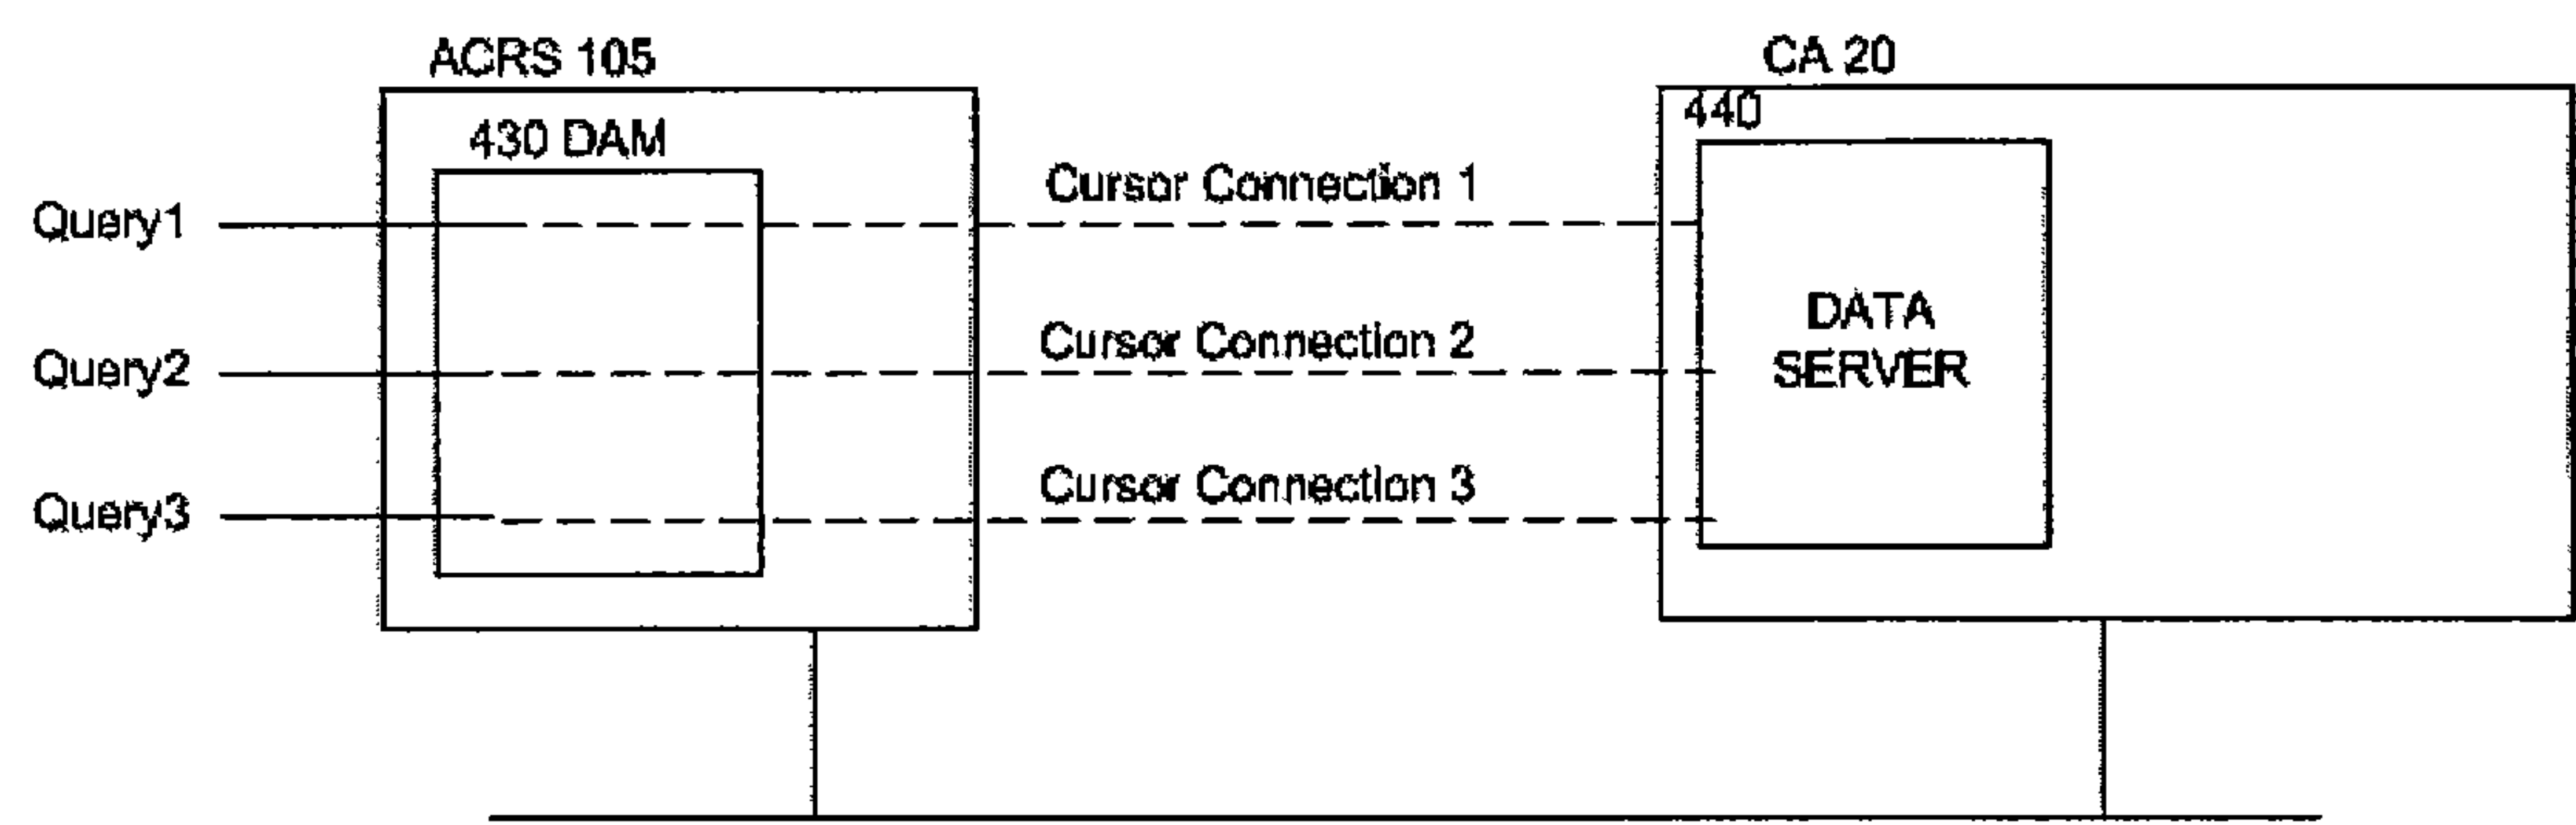 ACRS 105
CA 20
430 DAM
440
Query1
Cursor Connection 1
Query2
Cursor Connection 2
DATA
SERVER
Query3
Cursor Connection 3